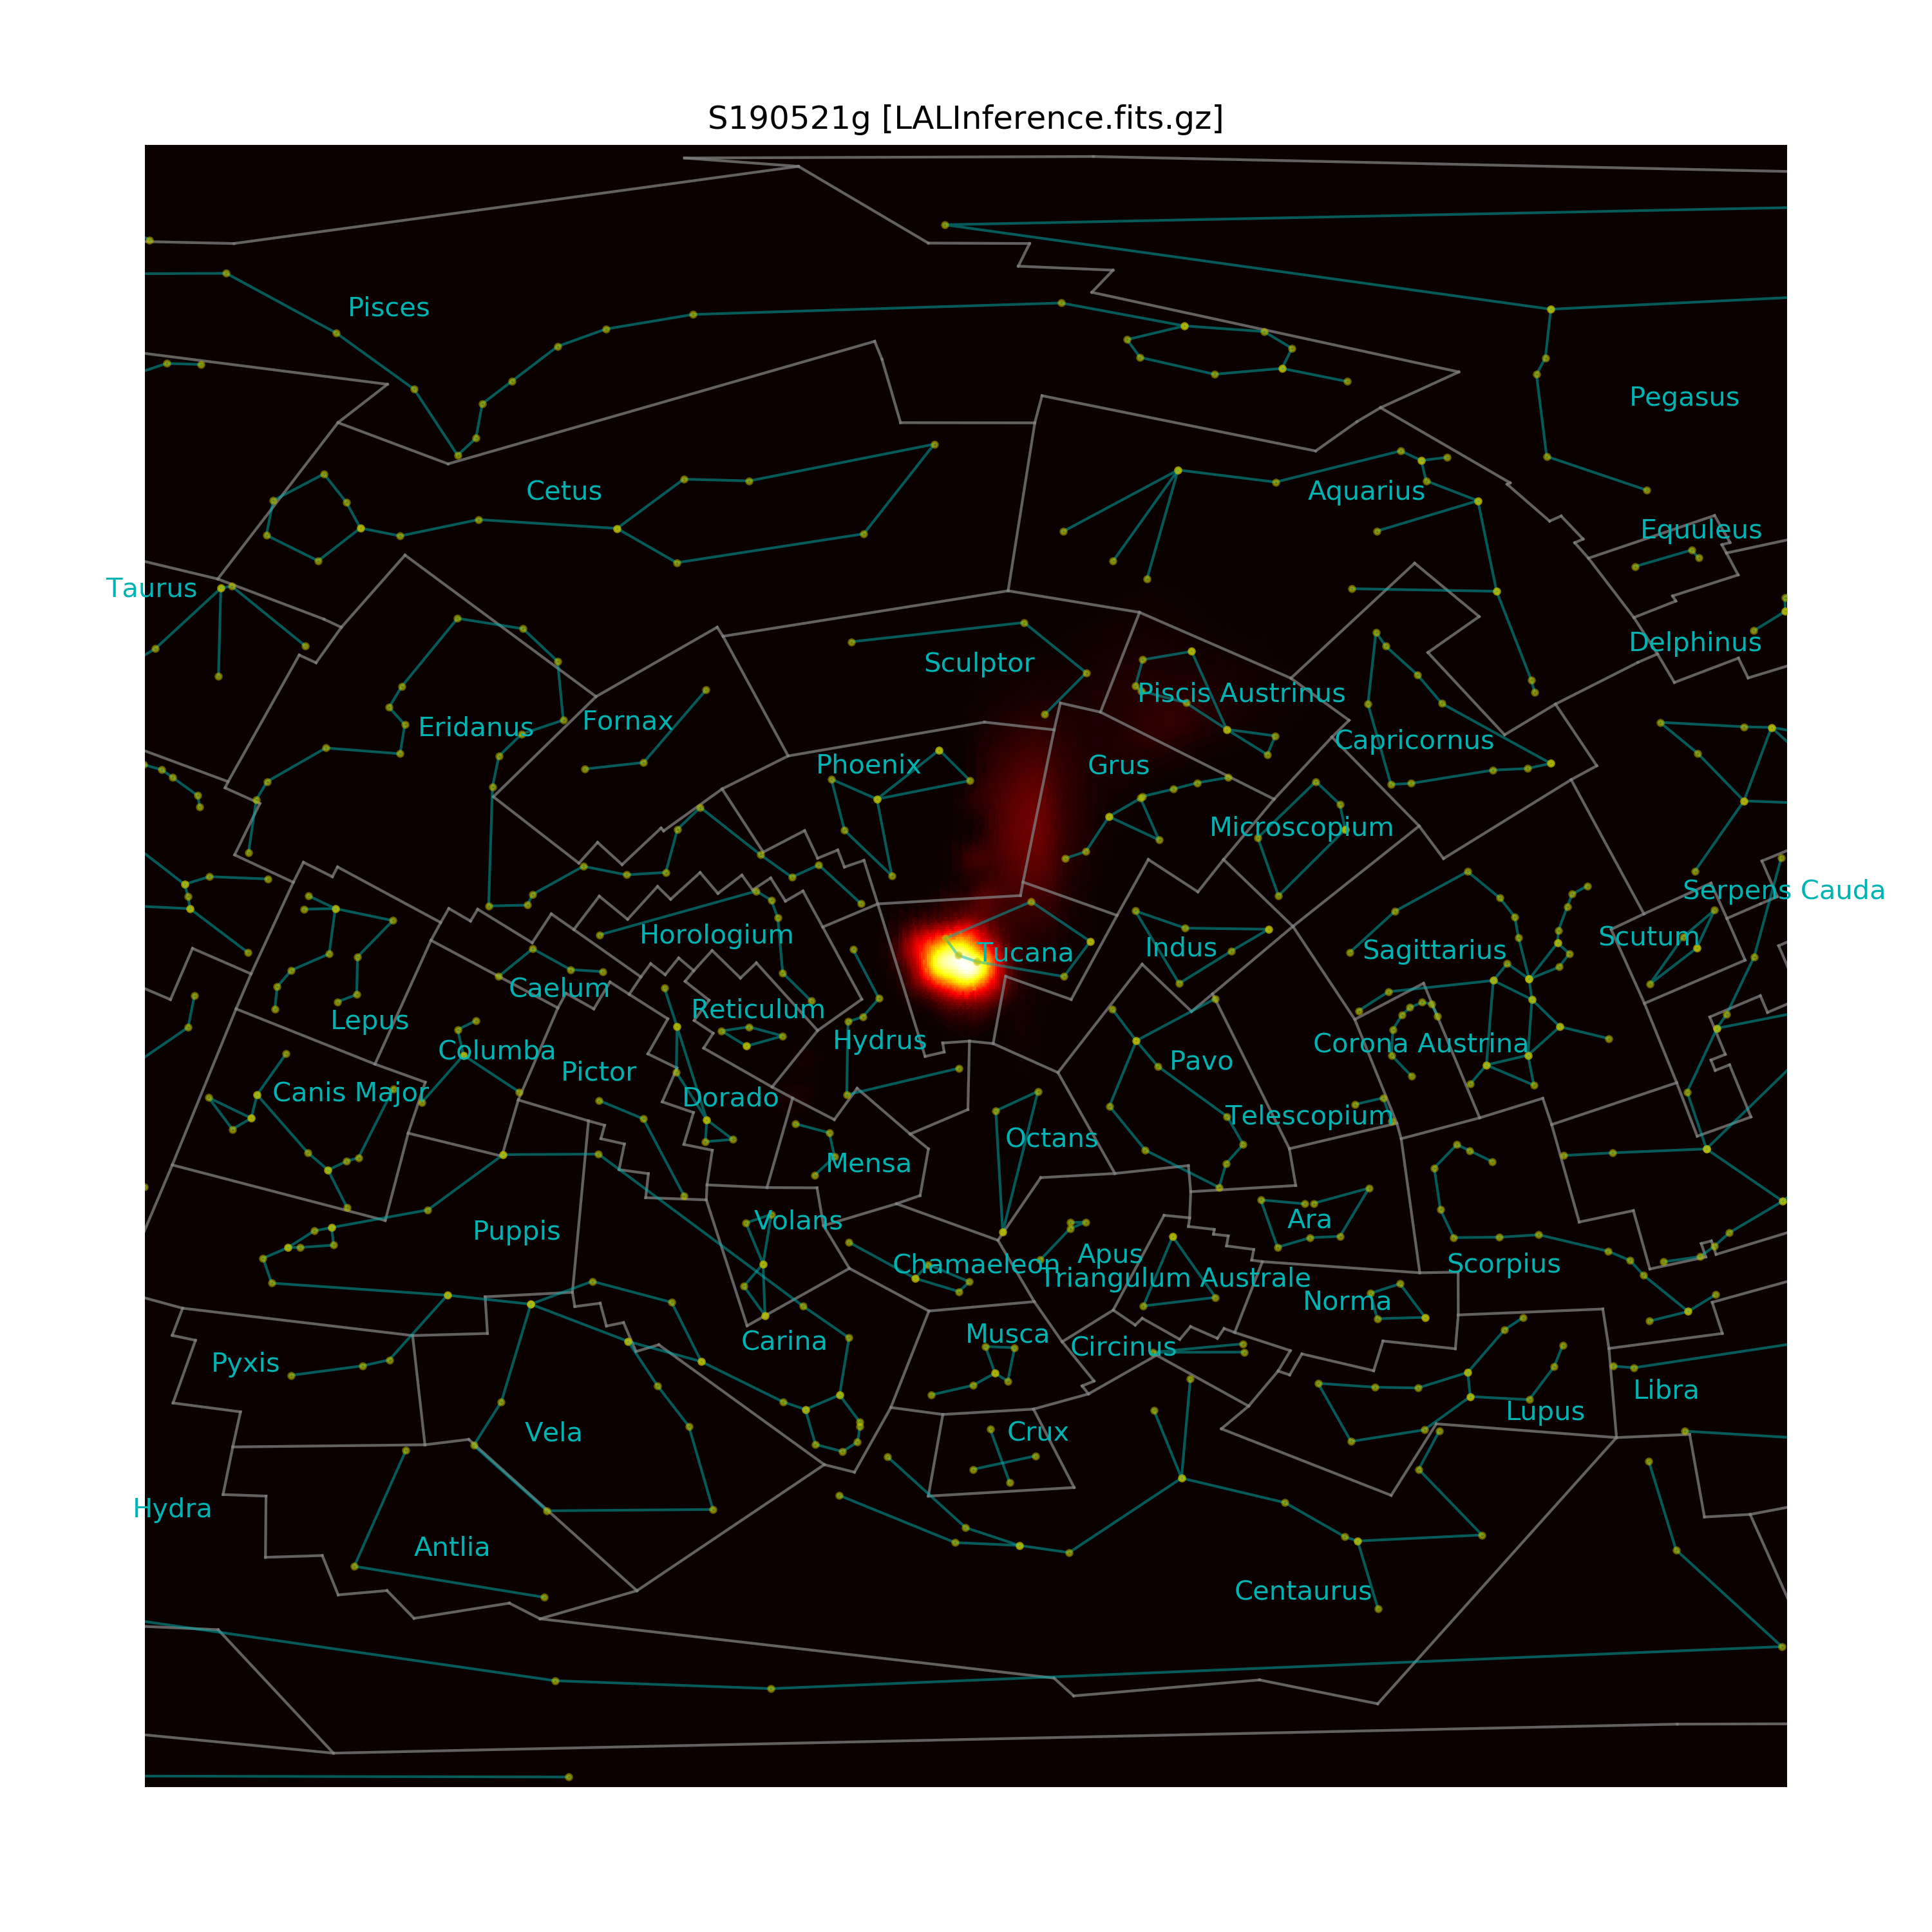 S190521g [LALInference.fits.gz]
Pisces
Pegasus
Cetus
Aquarius
Equuleus
Taurus
Delphinus
Sculptor
Piscis Austrinus
Fornax
Eridanus
Capricornus
Phoenix
Grus
Microscopium
Serpens Cauda
Horologium
Scutum
Tucana
Indus
Sagittarius
Caelum
Reticulum
Lepus
Hydrus
Corona Austrina
Columba
Pavo
Pictor
Canis Major
Dorado
Telescopium
Octans
Mensa
Volans
Ara
Puppis
Apus
Chamaeleon
Scorpius
Triangulum Australe
Norma
Musca
Carina
Circinus
Pyxis
Libra
Lupus
Vela
Crux
Hydra
Antlia
Centaurus